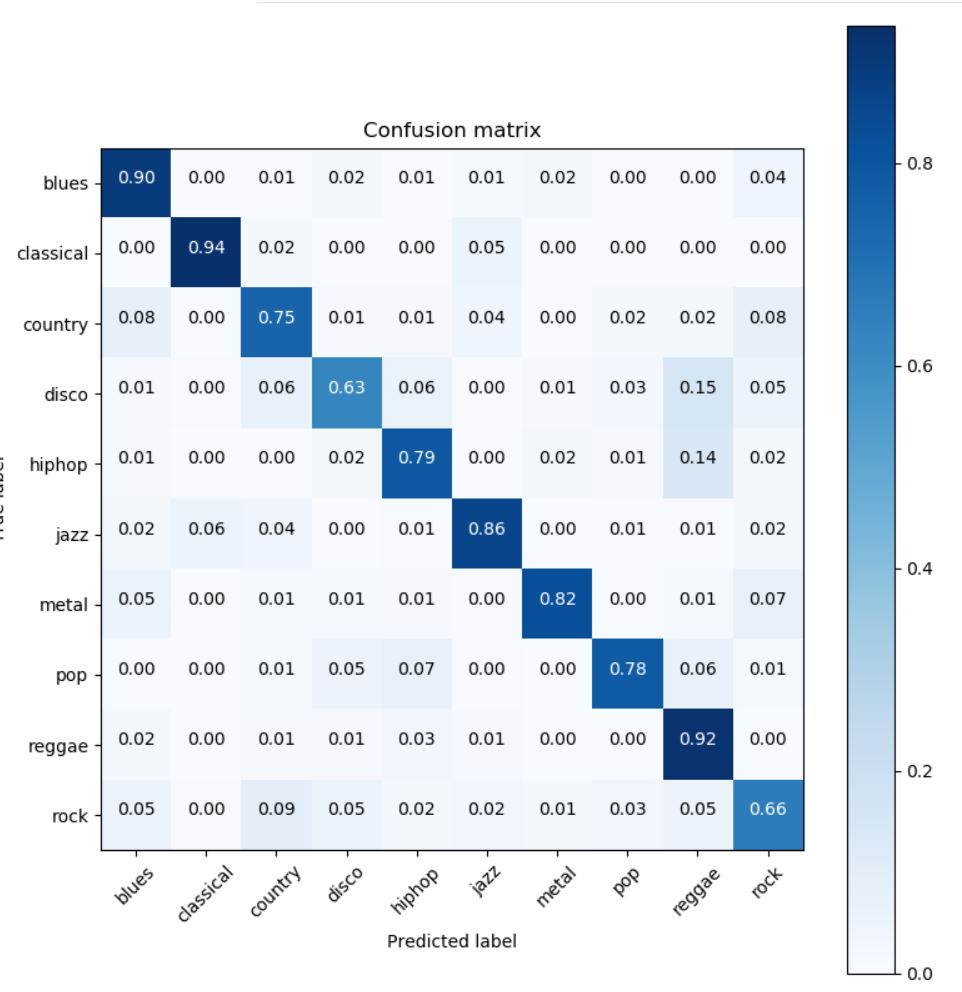 Confusion matrix
blues 0.90 0.00 0.01 0.02 0.01 0.01 0.02 0.00 0.00 0.04
classical 0.00 0.94 0.02 0.00 0.00 0.05 0.00 0.00 0.00 0.00
country 0.08 0.00 0.75 0.01 0.01 0.04 0.00 0.02 0.02 0.08
disco 0.01 0.00 0.06 0.63 0.06 0.00 0.01 0.03 0.15 0.05
hiphop 0.01 0.00 0.00 0.02 0.79 0.00 0.02 0.01 0.14 0.02
jazz 0.02 0.06 0.04 0.00 0.01 0.86 0.00 0.01 0.01 0.02
metal 0.05 0.00 0.01 0.01 0.01 0.00 0.82 0.00 0.01 0.07
pop 0.00 0.00 0.01 0.05 0.07 0.00 0.00 0.78 0.06 0.01
reggae 0.02 0.00 0.01 0.01 0.03 0.01 0.00 0.00 0.92 0.00
rock 0.05 0.00 0.09 0.05 0.02 0.02 0.01 0.03 0.05 0.66
blues classical country disco hiphop jazz metal pop reggae rock
Predicted label
0.8
0.6
0.4
0.2
0.0